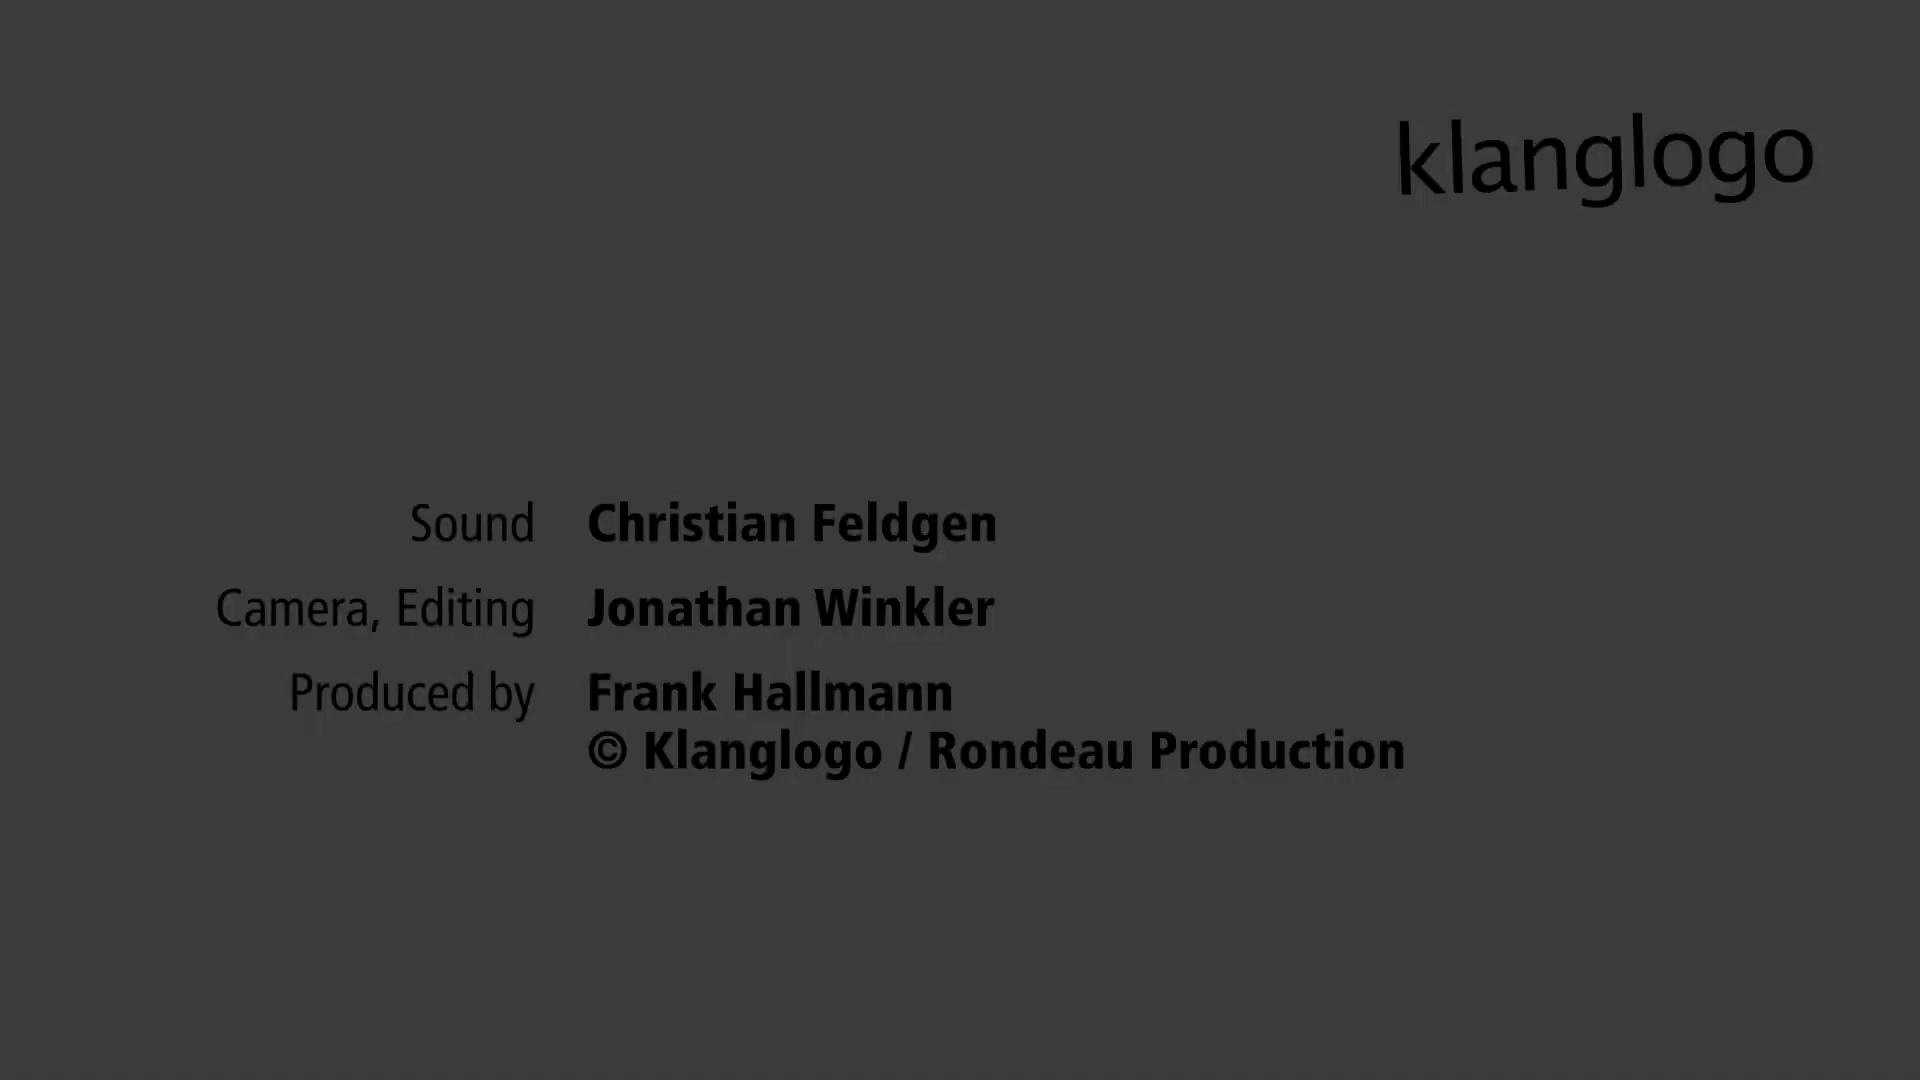 klanglogo
Sound Christian Feldgen
Camera, Editing Jonathan Winkler
Produced by Frank Hallmann
© Klanglogo / Rondeau Production